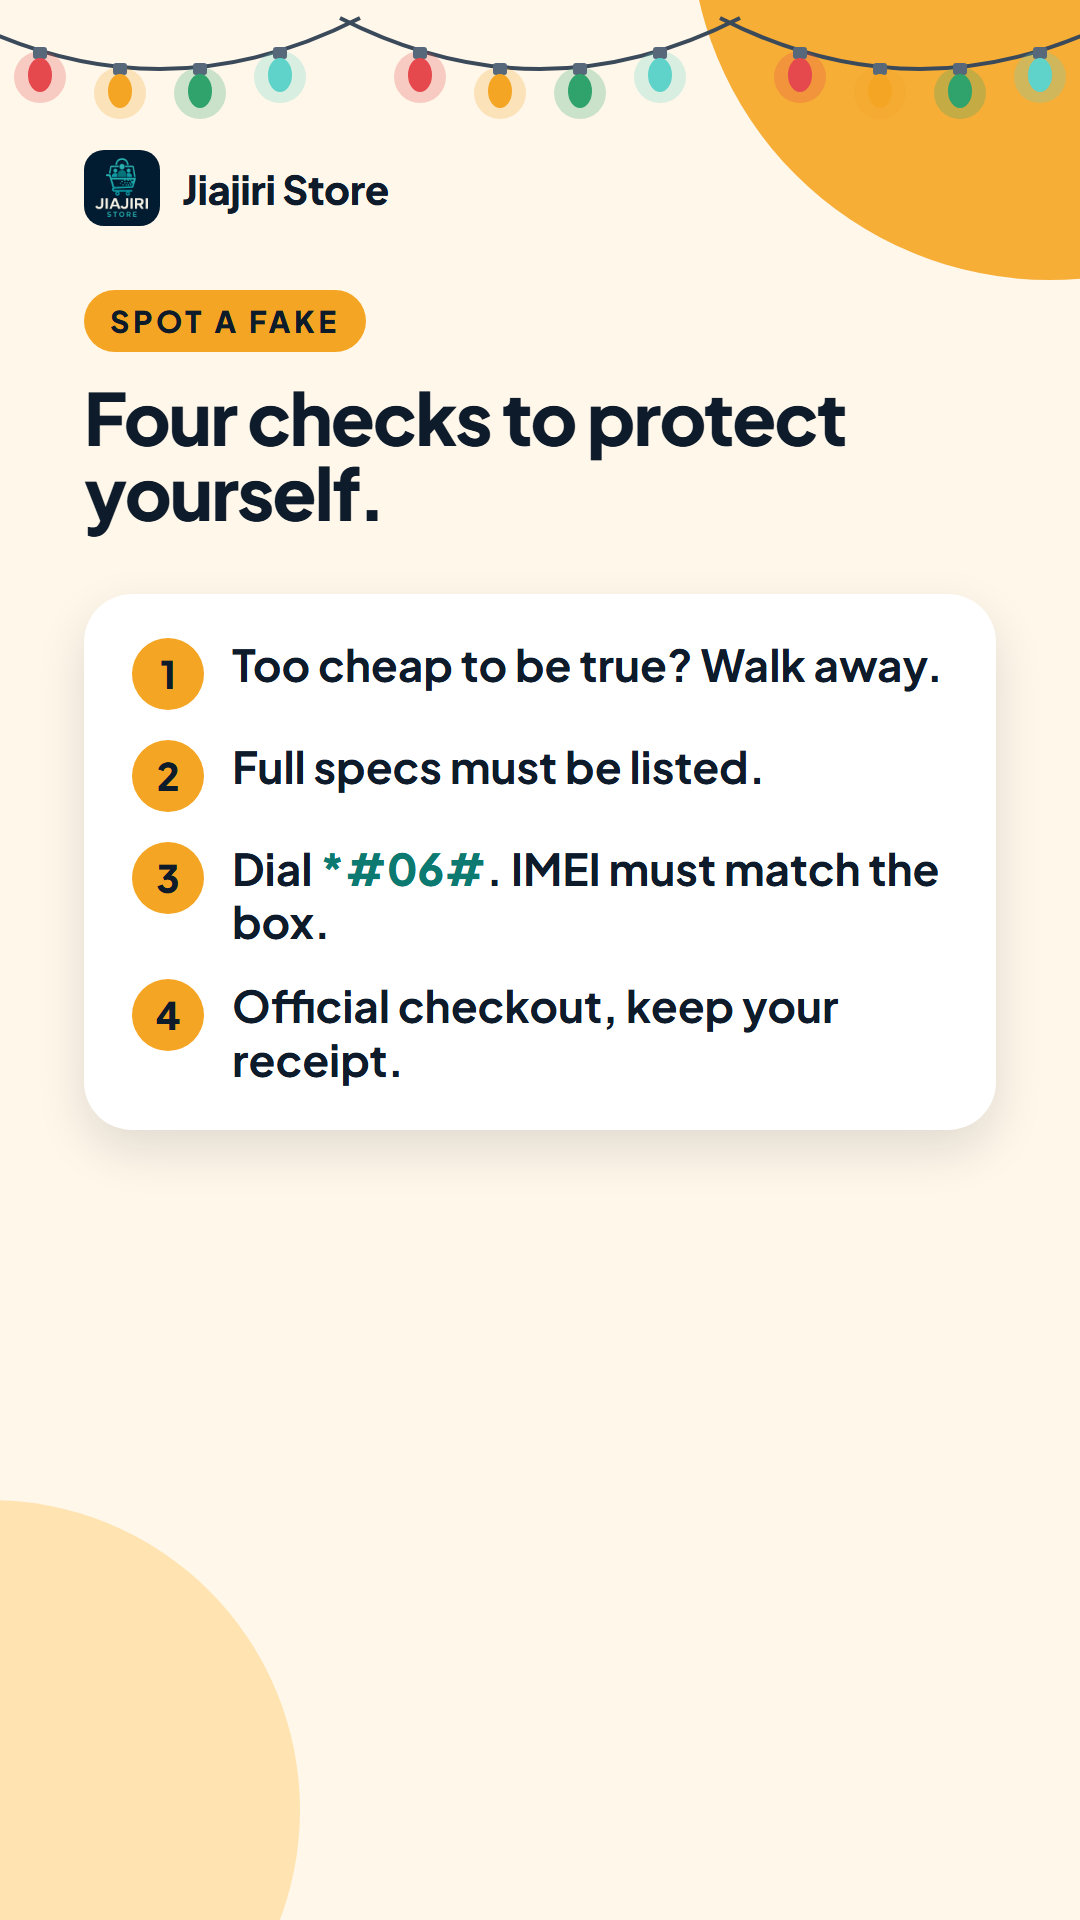 JIAJIRI
STORE
Jiajiri Store
SPOT A FAKE
Four checks to protect
yourself.
1 Too cheap to be true? Walk away.
2 Full specs must be listed.
3 Dial *#06#. IMEI must match the
box.
4 Official checkout, keep your
receipt.